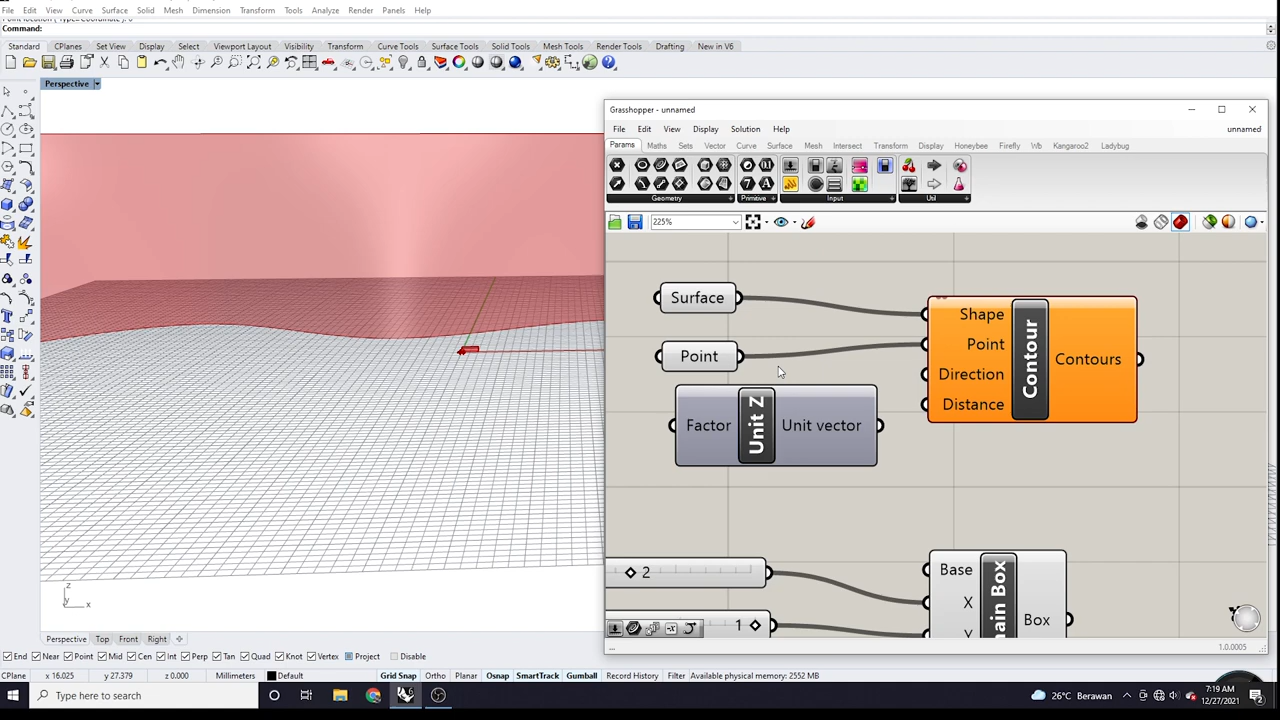 File Edit View Curve Surface Solid Mesh Dimension Transform Tools Analyze Render Panels Help
Command:
Standard CPlanes Set View Display Select Viewport Layout Visibility Transform Curve Tools Surface Tools Solid Tools Mesh Tools Render Tools Drafting New in V6
Perspective
Grasshopper - unnamed
File Edit View Display Solution Help unnamed
Params Maths Sets Vector Curve Surface Mesh Intersect Transform Display Honeybee Firefly Wb Kangaroo2 Ladybug
Geometry Primitive Input Util
225%
Surface
Point
Factor Unit Z Unit vector
Shape
Point
Direction
Distance
Contour
Contours
2
1
Base
X
Y
Box
1.0.0005
z
y x
Perspective Top Front Right
End Near Point Mid Cen Int Perp Tan Quad Knot Vertex Project Disable
CPlane x 16.025 y 27.379 z 0.000 Millimeters Default Grid Snap Ortho Planar Osnap SmartTrack Gumball Record History Filter Available physical memory: 2552 MB
Type here to search
26°C Berawan
7:19 AM
12/27/2021